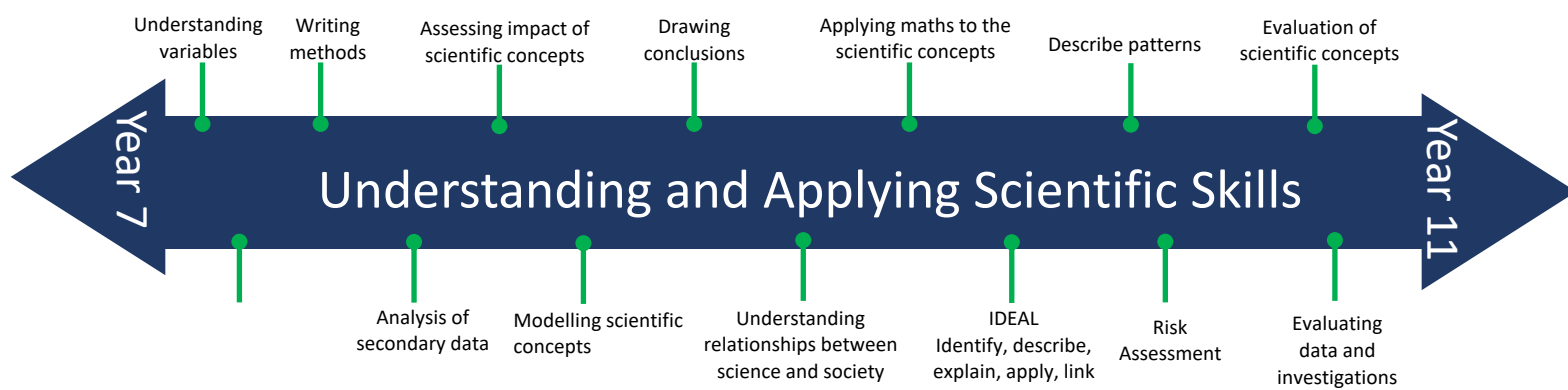 Understanding
variables
Writing
methods
Assessing impact of
scientific concepts
Drawing
conclusions
Applying maths to the
scientific concepts
Describe patterns
Evaluation of
scientific concepts
Year 7
Understanding and Applying Scientific Skills
Year 11
Analysis of
secondary data
Modelling scientific
concepts
Understanding
relationships between
science and society
IDEAL
Identify, describe,
explain, apply, link
Risk
Assessment
Evaluating
data and
investigations